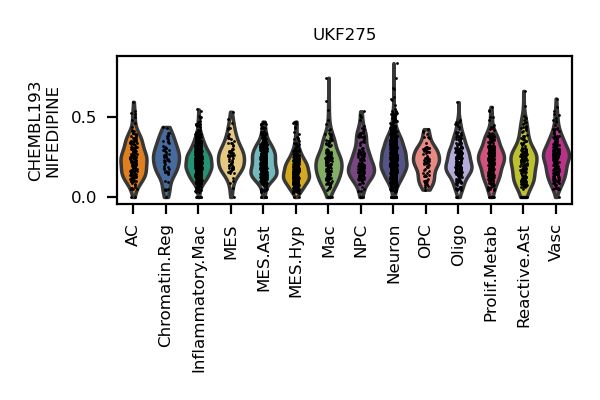 UKF275
CHEMBL193
NIFEDIPINE
0.5
0.0
AC
Chromatin.Reg
Inflammatory.Mac
MES
MES.Ast
MES.Hyp
Mac
NPC
Neuron
OPC
Oligo
Prolif.Metab
Reactive.Ast
Vasc